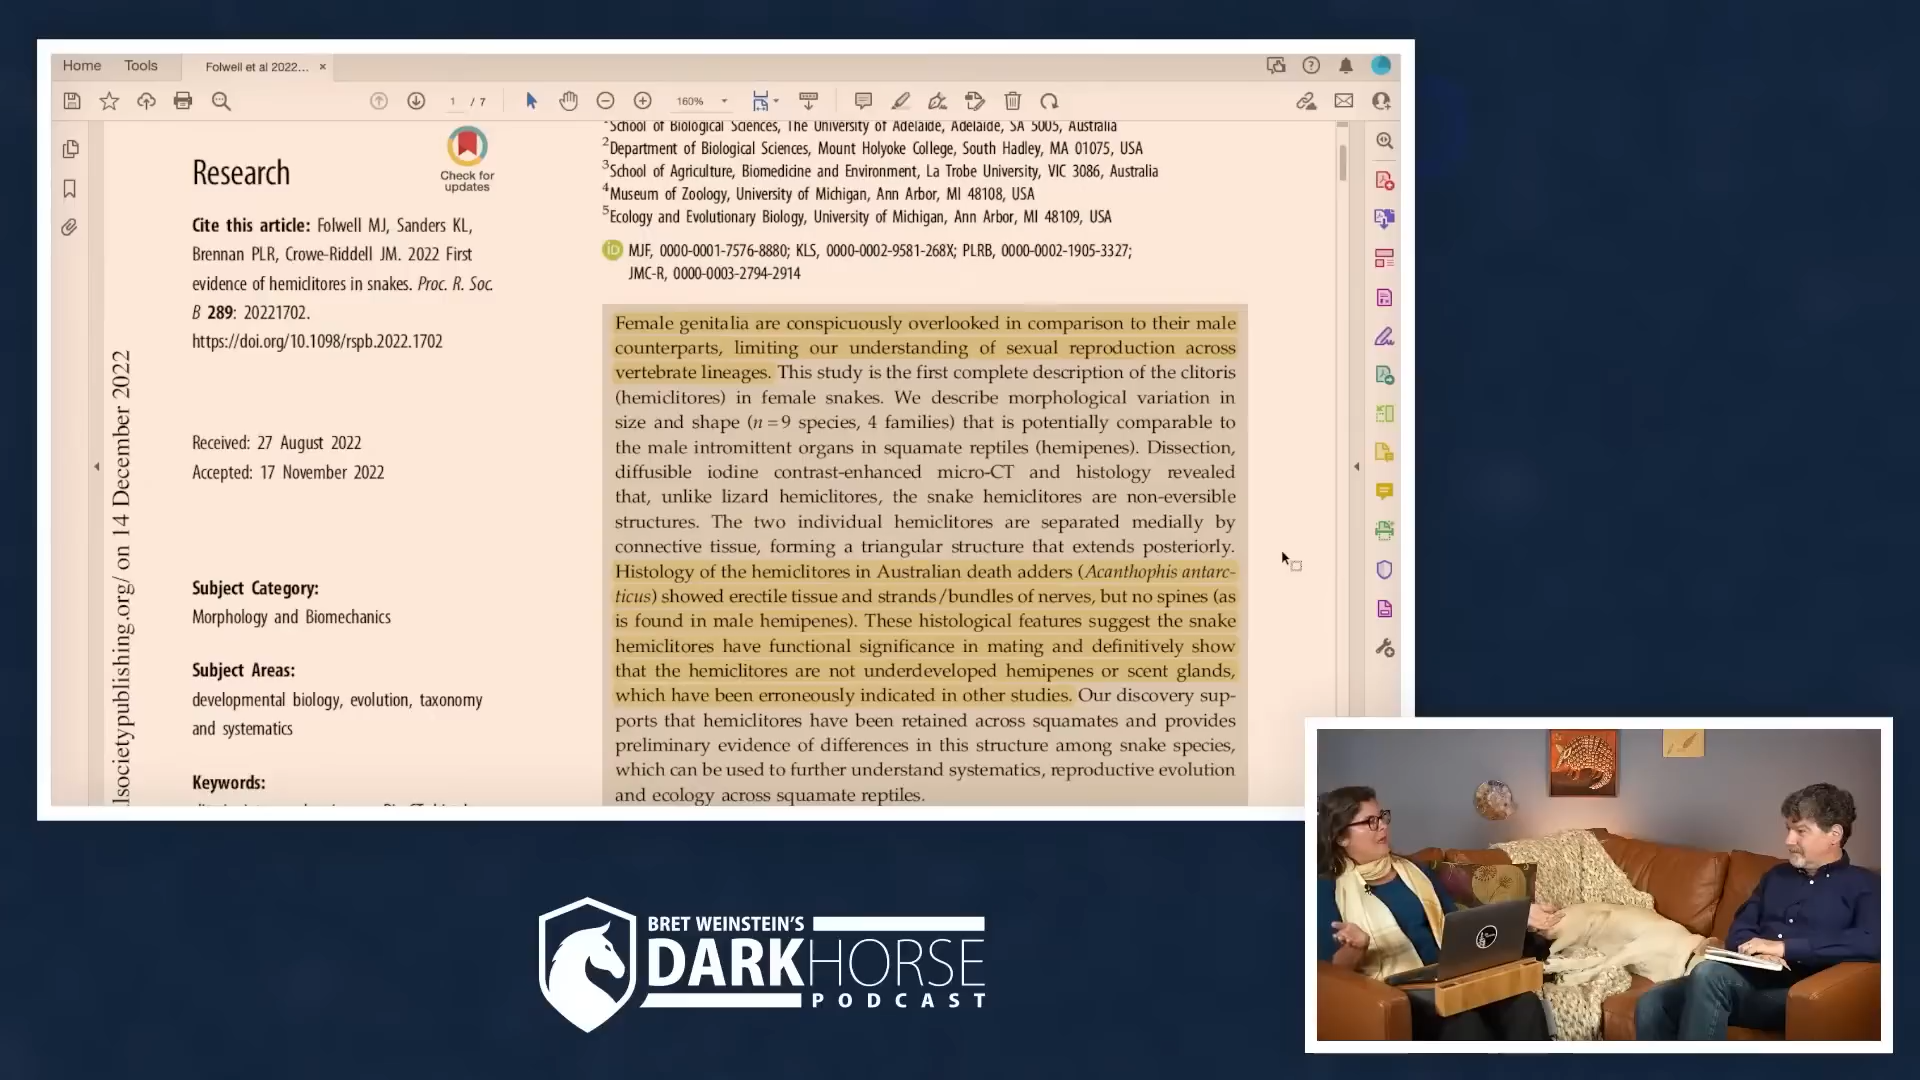 Home
Tools
Folwell et al 2022... ×
1 / 7
160%
Research
Check for
updates
Cite this article: Folwell MJ, Sanders KL,
Brennan PLR, Crowe-Riddell JM. 2022 First
evidence of hemiclitores in snakes. Proc. R. Soc.
B 289: 20221702.
https://doi.org/10.1098/rspb.2022.1702
Received: 27 August 2022
Accepted: 17 November 2022
Subject Category:
Morphology and Biomechanics
Subject Areas:
developmental biology, evolution, taxonomy
and systematics
Keywords:
lsocietypublishing.org/ on 14 December 2022
1School of Biological Sciences, The University of Adelaide, Adelaide, SA 5005, Australia
2Department of Biological Sciences, Mount Holyoke College, South Hadley, MA 01075, USA
3School of Agriculture, Biomedicine and Environment, La Trobe University, VIC 3086, Australia
4Museum of Zoology, University of Michigan, Ann Arbor, MI 48108, USA
5Ecology and Evolutionary Biology, University of Michigan, Ann Arbor, MI 48109, USA
iD MJF, 0000-0001-7576-8880; KLS, 0000-0002-9581-268X; PLRB, 0000-0002-1905-3327;
JMC-R, 0000-0003-2794-2914
Female genitalia are conspicuously overlooked in comparison to their male
counterparts, limiting our understanding of sexual reproduction across
vertebrate lineages. This study is the first complete description of the clitoris
(hemiclitores) in female snakes. We describe morphological variation in
size and shape (n = 9 species, 4 families) that is potentially comparable to
the male intromittent organs in squamate reptiles (hemipenes). Dissection,
diffusible iodine contrast-enhanced micro-CT and histology revealed
that, unlike lizard hemiclitores, the snake hemiclitores are non-eversible
structures. The two individual hemiclitores are separated medially by
connective tissue, forming a triangular structure that extends posteriorly.
Histology of the hemiclitores in Australian death adders (Acanthophis antarc-
ticus) showed erectile tissue and strands/bundles of nerves, but no spines (as
is found in male hemipenes). These histological features suggest the snake
hemiclitores have functional significance in mating and definitively show
that the hemiclitores are not underdeveloped hemipenes or scent glands,
which have been erroneously indicated in other studies. Our discovery sup-
ports that hemiclitores have been retained across squamates and provides
preliminary evidence of differences in this structure among snake species,
which can be used to further understand systematics, reproductive evolution
and ecology across squamate reptiles.
BRET WEINSTEIN'S
DARKHORSE
PODCAST